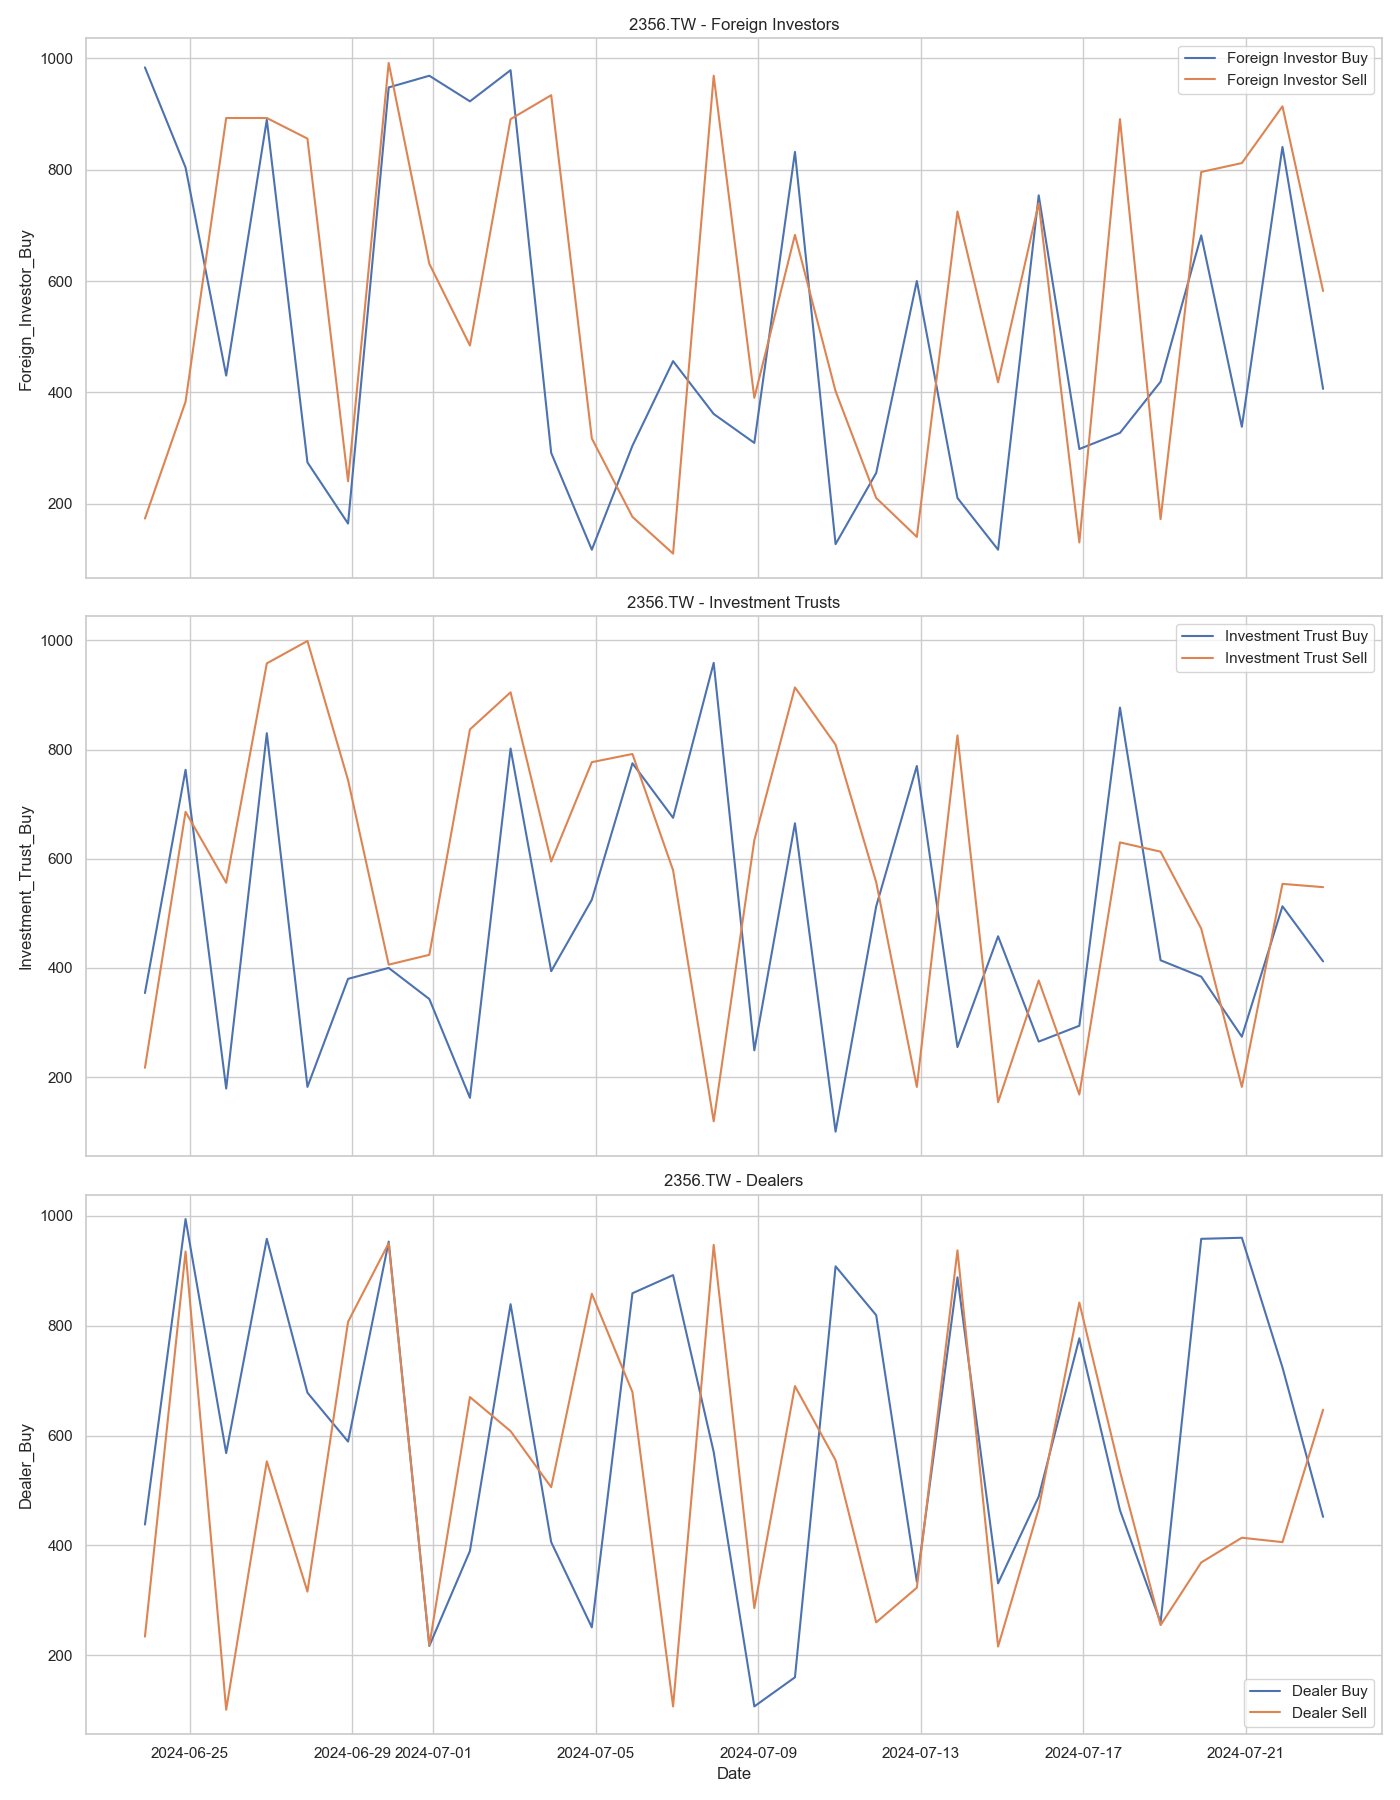 2356.TW - Foreign Investors
Foreign_Investor_Buy
1000
800
600
400
200
Foreign Investor Buy
Foreign Investor Sell
2356.TW - Investment Trusts
Investment_Trust_Buy
1000
800
600
400
200
Investment Trust Buy
Investment Trust Sell
2356.TW - Dealers
Dealer_Buy
1000
800
600
400
200
Dealer Buy
Dealer Sell
2024-06-25 2024-06-29 2024-07-01 2024-07-05 2024-07-09 2024-07-13 2024-07-17 2024-07-21
Date